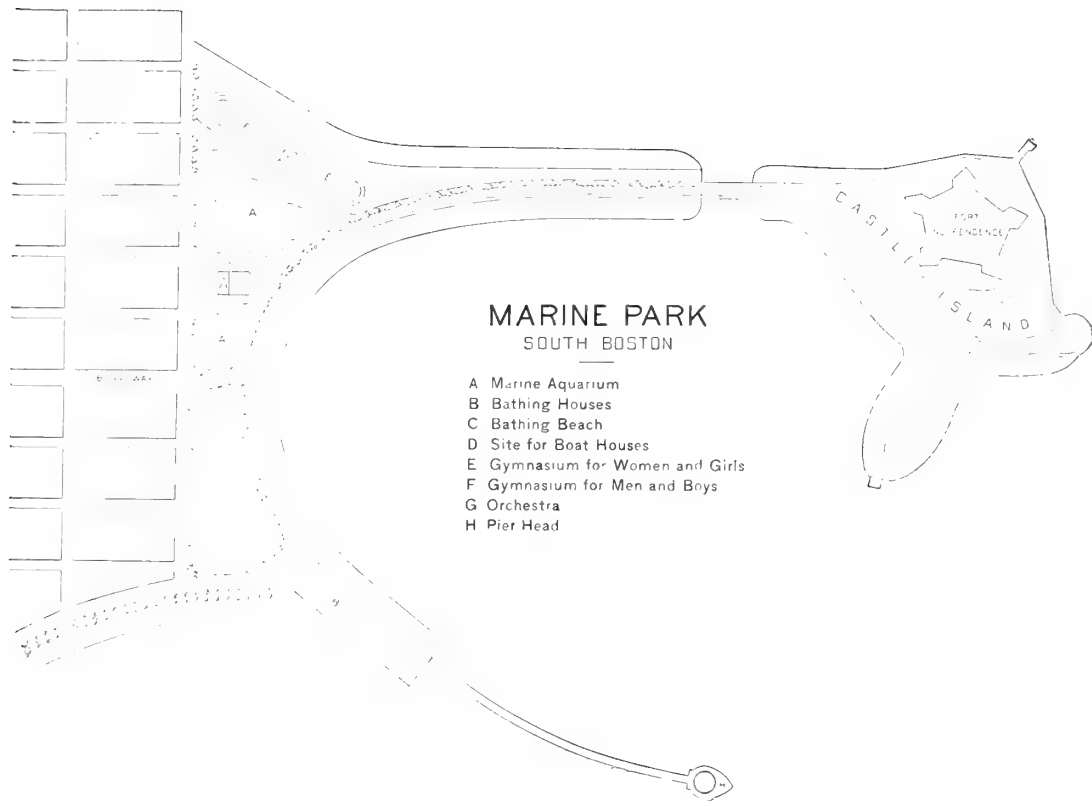 MARINE PARK
SOUTH BOSTON
A Marine Aquarium
B Bathing Houses
C Bathing Beach
D Site for Boat Houses
E Gymnasium for Women and Girls
F Gymnasium for Men and Boys
G Orchestra
H Pier Head
CASTLE ISLAND
FORT
A
A
H